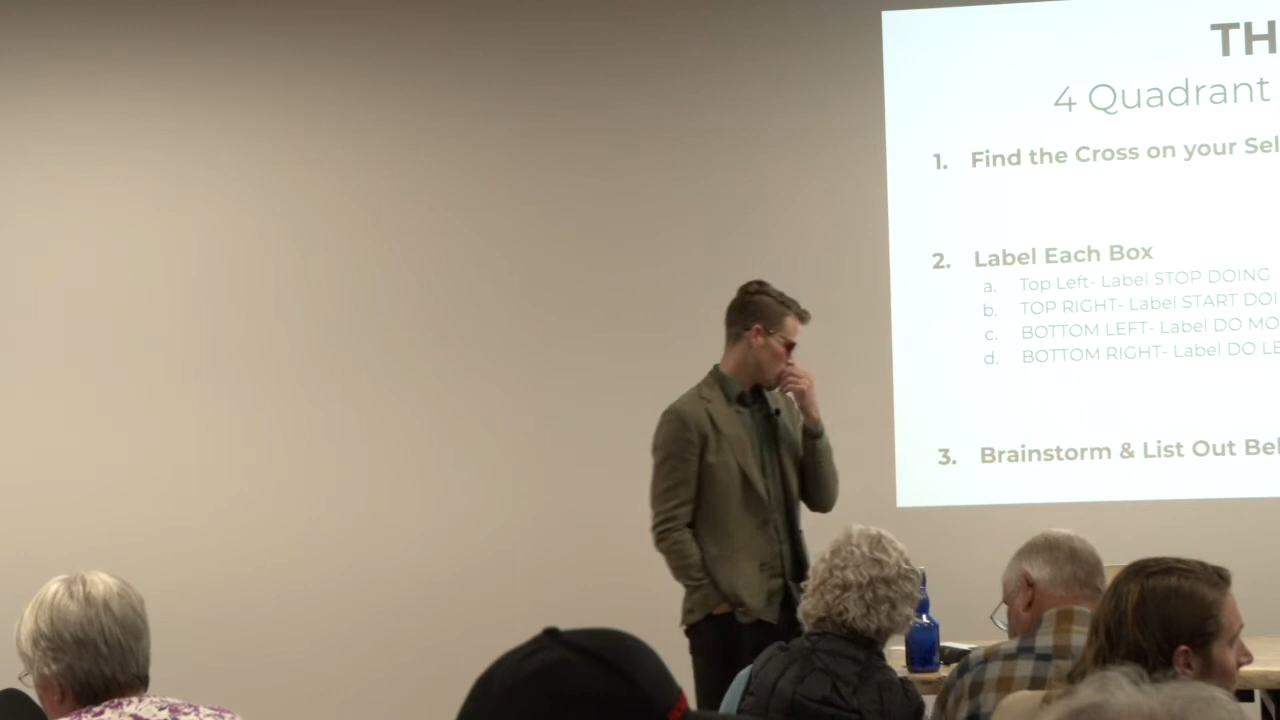 TH
4 Quadrant
1. Find the Cross on your Sel
2. Label Each Box
a. Top Left- Label STOP DOING
b. TOP RIGHT- Label START DOI
c. BOTTOM LEFT- Label DO MO
d. BOTTOM RIGHT- Label DO LE
3. Brainstorm & List Out Bel